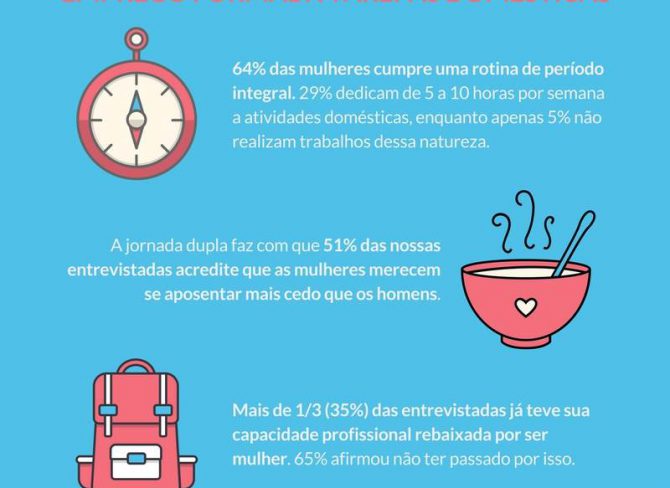 64% das mulheres cumpre uma rotina de período
integral. 29% dedicam de 5 a 10 horas por semana
a atividades domésticas, enquanto apenas 5% não
realizam trabalhos dessa natureza.
A jornada dupla faz com que 51% das nossas
entrevistadas acredite que as mulheres merecem
se aposentar mais cedo que os homens.
Mais de 1/3 (35%) das entrevistadas já teve sua
capacidade profissional rebaixada por ser
mulher. 65% afirmou não ter passado por isso.